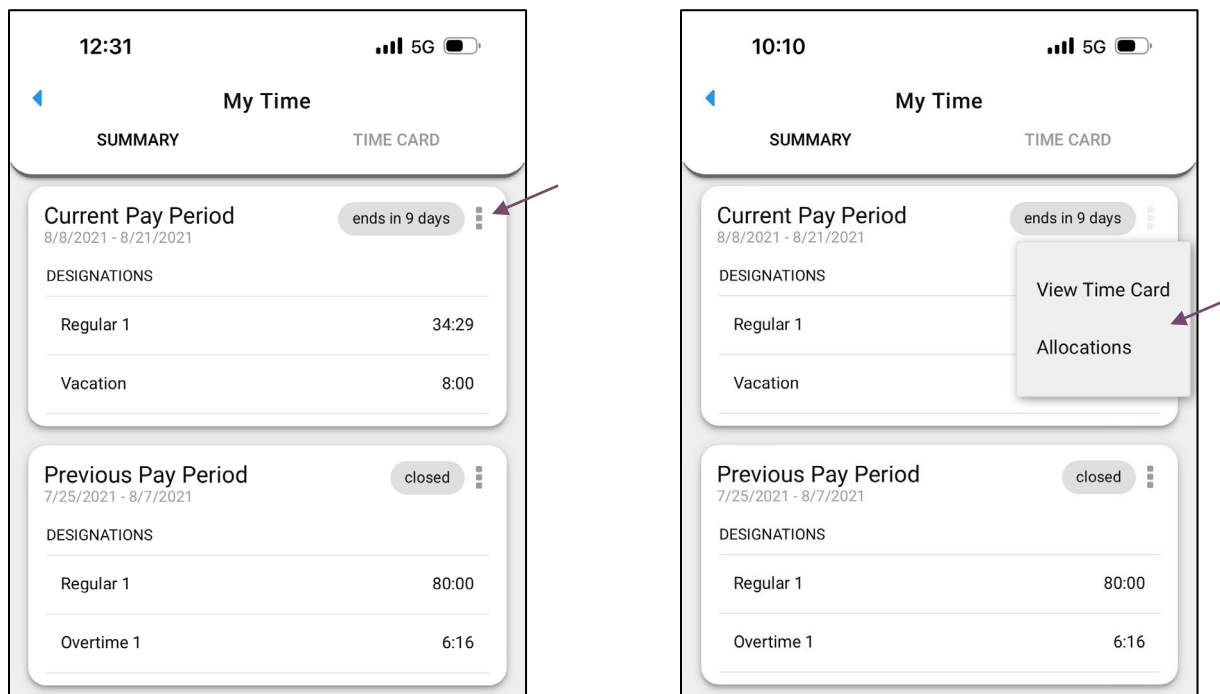 12:31 5G
My Time
SUMMARY TIME CARD
Current Pay Period ends in 9 days
8/8/2021 - 8/21/2021
DESIGNATIONS
Regular 1 34:29
Vacation 8:00
Previous Pay Period closed
7/25/2021 - 8/7/2021
DESIGNATIONS
Regular 1 80:00
Overtime 1 6:16
10:10 5G
My Time
SUMMARY TIME CARD
Current Pay Period ends in 9 days
8/8/2021 - 8/21/2021
DESIGNATIONS
View Time Card
Regular 1
Allocations
Vacation
Previous Pay Period closed
7/25/2021 - 8/7/2021
DESIGNATIONS
Regular 1 80:00
Overtime 1 6:16